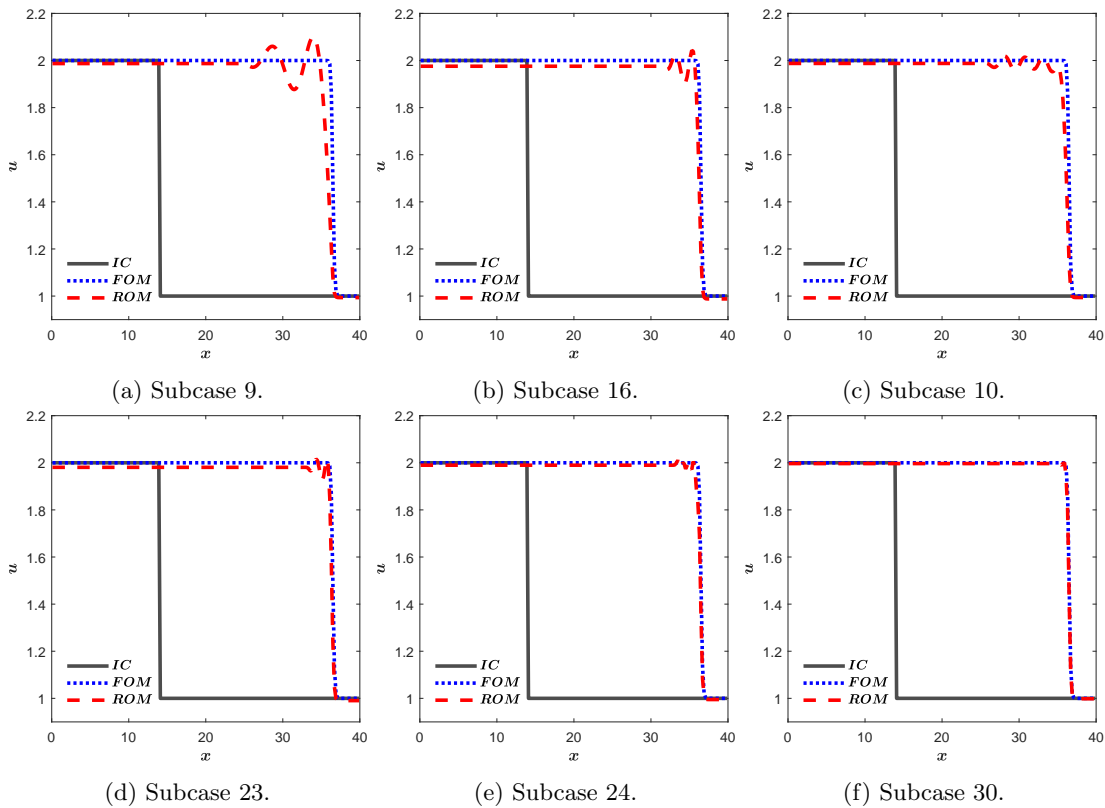 2.2
2
1.8
1.6
1.4
1.2
1
u
IC
FOM
ROM
0 10 20 30 40
x
(a) Subcase 9.
2.2
2
1.8
1.6
1.4
1.2
1
u
IC
FOM
ROM
0 10 20 30 40
x
(b) Subcase 16.
2.2
2
1.8
1.6
1.4
1.2
1
u
IC
FOM
ROM
0 10 20 30 40
x
(c) Subcase 10.
2.2
2
1.8
1.6
1.4
1.2
1
u
IC
FOM
ROM
0 10 20 30 40
x
(d) Subcase 23.
2.2
2
1.8
1.6
1.4
1.2
1
u
IC
FOM
ROM
0 10 20 30 40
x
(e) Subcase 24.
2.2
2
1.8
1.6
1.4
1.2
1
u
IC
FOM
ROM
0 10 20 30 40
x
(f) Subcase 30.